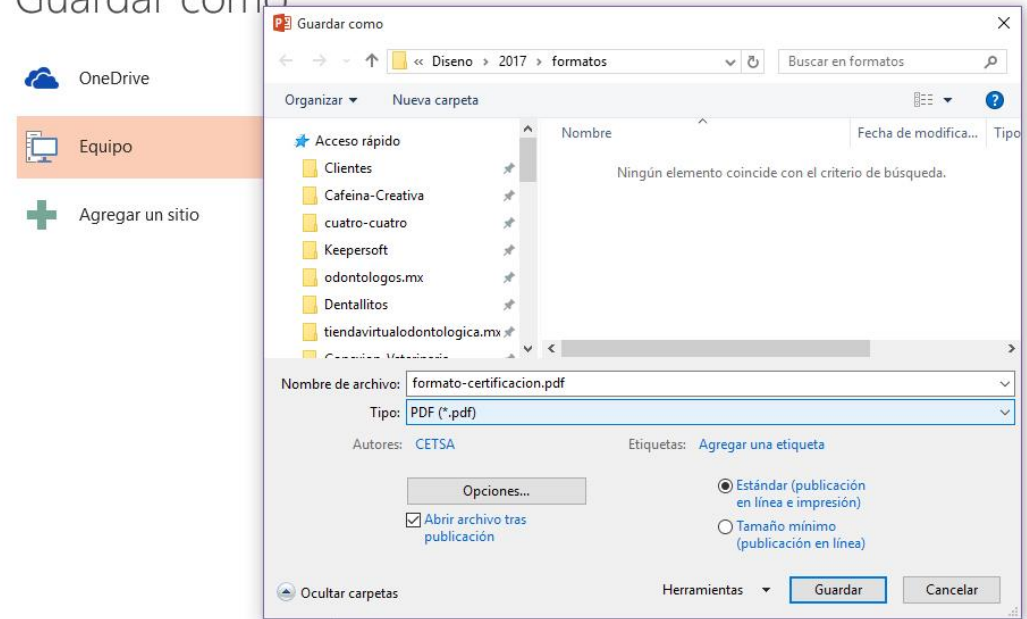 Guardar como
OneDrive
Equipo
Agregar un sitio
Guardar como
« Diseno › 2017 › formatos
Buscar en formatos
Organizar
Nueva carpeta
Acceso rápido
Clientes
Cafeina-Creativa
cuatro-cuatro
Keepersoft
odontologos.mx
Dentallitos
tiendavirtualodontologica.mx
Nombre
Fecha de modifica...
Tipo
Ningún elemento coincide con el criterio de búsqueda.
Nombre de archivo: formato-certificacion.pdf
Tipo: PDF (*.pdf)
Autores: CETSA
Etiquetas: Agregar una etiqueta
Opciones...
Abrir archivo tras
publicación
Estándar (publicación
en línea e impresión)
Tamaño mínimo
(publicación en línea)
Ocultar carpetas
Herramientas
Guardar
Cancelar